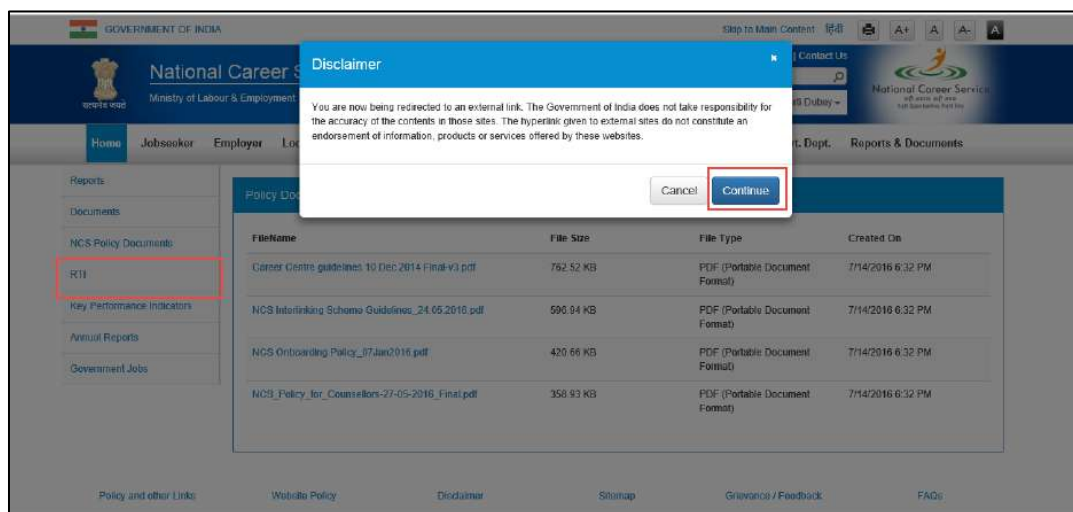 GOVERNMENT OF INDIA
Skip to Main Content हिंदी A+ A A- A
Disclaimer
| Contact Us
National Career S
Ministry of Labour & Employment
सत्यमेव जयते
Dubey
National Career Service
You are now being redirected to an external link. The Government of India does not take responsibility for
the accuracy of the contents in those sites. The hyperlink given to external sites do not constitute an
endorsement of information, products or services offered by these websites.
Home Jobseeker Employer Loc
t. Dept. Reports & Documents
Cancel Continue
Reports
Documents
NCS Policy Documents
RTI
Key Performance Indicators
Annual Reports
Government Jobs
Policy Doc
FileName File Size File Type Created On
Career Centre guidelines 10 Dec 2014 Final-v3.pdf 762.52 KB PDF (Portable Document
Format) 7/14/2016 6:32 PM
NCS Interlinking Scheme Guidelines_24.05.2016.pdf 596.94 KB PDF (Portable Document
Format) 7/14/2016 6:32 PM
NCS Onboarding Policy_07Jan2016.pdf 420.66 KB PDF (Portable Document
Format) 7/14/2016 6:32 PM
NCS_Policy_for_Counsellors-27-05-2016_Final.pdf 358.93 KB PDF (Portable Document
Format) 7/14/2016 6:32 PM
Policy and other Links Website Policy Disclaimer Sitemap Grievance / Feedback FAQs